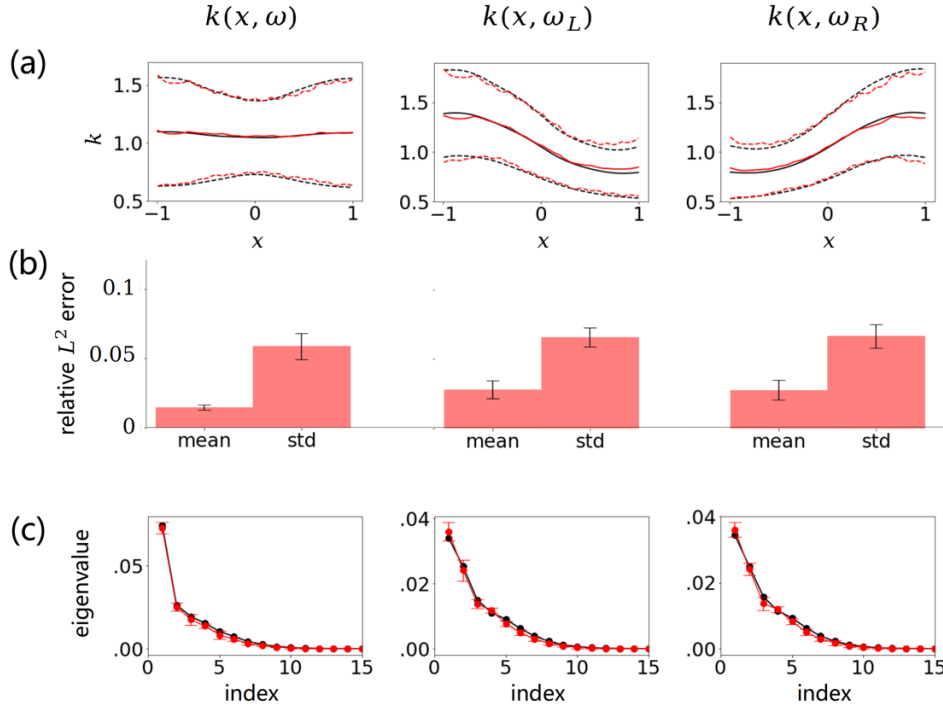 k(x, ω) k(x, ω_L) k(x, ω_R)
(a)
k
1.5
1.0
0.5
−1 0 1
x
1.5
1.0
0.5
−1 0 1
x
1.5
1.0
0.5
−1 0 1
x
(b)
relative L² error
0.1
0.05
0
mean std
mean std
mean std
(c)
eigenvalue
.05
.00
0 5 10 15
index
.04
.02
.00
0 5 10 15
index
.04
.02
.00
0 5 10 15
index